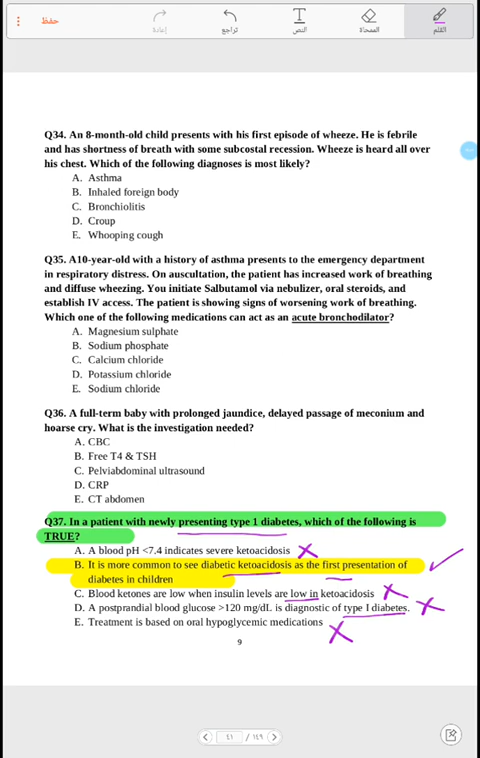 حفظ
إعادة
تراجع
النص
الممحاة
القلم
Q34. An 8-month-old child presents with his first episode of wheeze. He is febrile
and has shortness of breath with some subcostal recession. Wheeze is heard all over
his chest. Which of the following diagnoses is most likely?
A. Asthma
B. Inhaled foreign body
C. Bronchiolitis
D. Croup
E. Whooping cough
Q35. A10-year-old with a history of asthma presents to the emergency department
in respiratory distress. On auscultation, the patient has increased work of breathing
and diffuse wheezing. You initiate Salbutamol via nebulizer, oral steroids, and
establish IV access. The patient is showing signs of worsening work of breathing.
Which one of the following medications can act as an acute bronchodilator?
A. Magnesium sulphate
B. Sodium phosphate
C. Calcium chloride
D. Potassium chloride
E. Sodium chloride
Q36. A full-term baby with prolonged jaundice, delayed passage of meconium and
hoarse cry. What is the investigation needed?
A. CBC
B. Free T4 & TSH
C. Pelviabdominal ultrasound
D. CRP
E. CT abdomen
Q37. In a patient with newly presenting type 1 diabetes, which of the following is
TRUE?
A. A blood pH <7.4 indicates severe ketoacidosis
B. It is more common to see diabetic ketoacidosis as the first presentation of
diabetes in children
C. Blood ketones are low when insulin levels are low in ketoacidosis
D. A postprandial blood glucose >120 mg/dL is diagnostic of type I diabetes.
E. Treatment is based on oral hypoglycemic medications
9
٤١ / ١٤٩